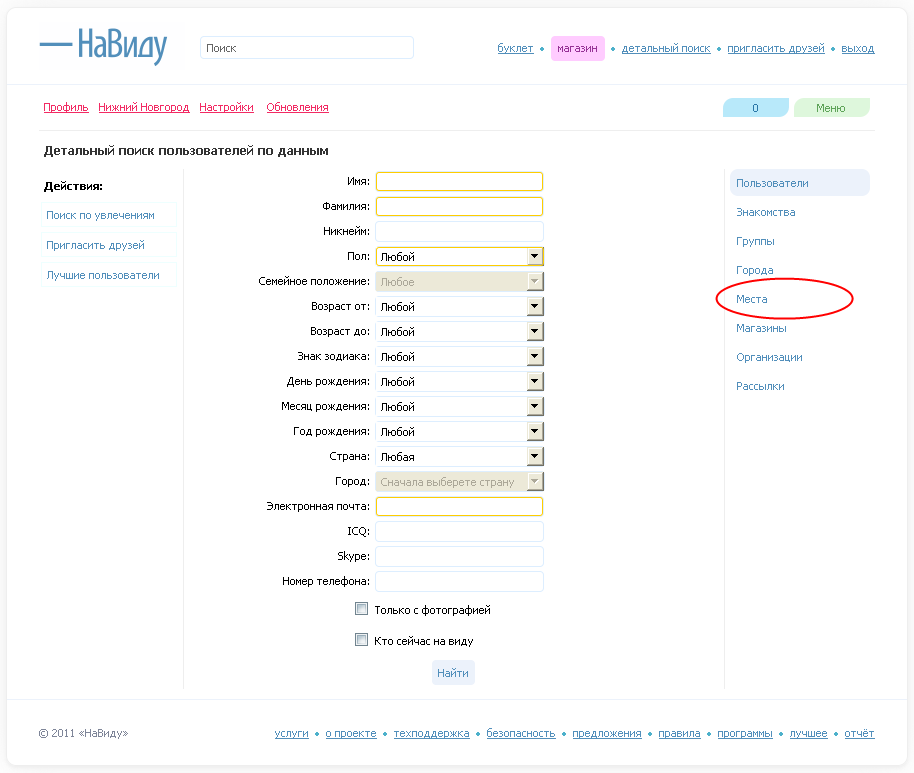 НаВиду
Поиск
буклет • магазин • детальный поиск • пригласить друзей • выход
Профиль Нижний Новгород Настройки Обновления
0 Меню
Детальный поиск пользователей по данным
Действия:
Поиск по увлечениям
Пригласить друзей
Лучшие пользователи
Имя:
Фамилия:
Никнейм:
Пол: Любой
Семейное положение: Любое
Возраст от: Любой
Возраст до: Любой
Знак зодиака: Любой
День рождения: Любой
Месяц рождения: Любой
Год рождения: Любой
Страна: Любая
Город: Сначала выберете страну
Электронная почта:
ICQ:
Skype:
Номер телефона:
Только с фотографией
Кто сейчас на виду
Найти
Пользователи
Знакомства
Группы
Города
Места
Магазины
Организации
Рассылки
© 2011 «НаВиду»
услуги • о проекте • техподдержка • безопасность • предложения • правила • программы • лучшее • отчёт